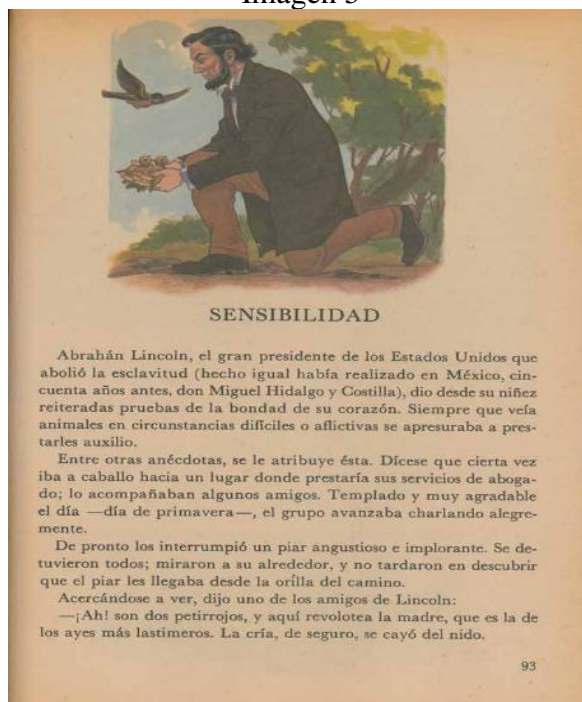 Imagen 5
SENSIBILIDAD
Abrahán Lincoln, el gran presidente de los Estados Unidos que
abolió la esclavitud (hecho igual había realizado en México, cin-
cuenta años antes, don Miguel Hidalgo y Costilla), dio desde su niñez
reiteradas pruebas de la bondad de su corazón. Siempre que veía
animales en circunstancias difíciles o aflictivas se apresuraba a pres-
tarles auxilio.
Entre otras anécdotas, se le atribuye ésta. Dícese que cierta vez
iba a caballo hacia un lugar donde prestaría sus servicios de aboga-
do; lo acompañaban algunos amigos. Templado y muy agradable
el día —día de primavera—, el grupo avanzaba charlando alegre-
mente.
De pronto los interrumpió un piar angustioso e implorante. Se de-
tuvieron todos; miraron a su alrededor, y no tardaron en descubrir
que el piar les llegaba desde la orilla del camino.
Acercándose a ver, dijo uno de los amigos de Lincoln:
—¡Ah! son dos petirrojos, y aquí revolotea la madre, que es la de
los ayes más lastimeros. La cría, de seguro, se cayó del nido.
93